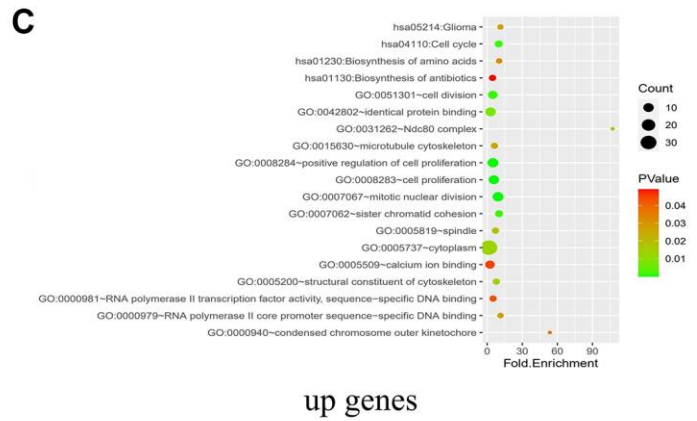 C
hsa05214:Glioma
hsa04110:Cell cycle
hsa01230:Biosynthesis of amino acids
hsa01130:Biosynthesis of antibiotics
GO:0051301~cell division
GO:0042802~identical protein binding
GO:0031262~Ndc80 complex
GO:0015630~microtubule cytoskeleton
GO:0008284~positive regulation of cell proliferation
GO:0008283~cell proliferation
GO:0007067~mitotic nuclear division
GO:0007062~sister chromatid cohesion
GO:0005819~spindle
GO:0005737~cytoplasm
GO:0005509~calcium ion binding
GO:0005200~structural constituent of cytoskeleton
GO:0000981~RNA polymerase II transcription factor activity, sequence−specific DNA binding
GO:0000979~RNA polymerase II core promoter sequence−specific DNA binding
GO:0000940~condensed chromosome outer kinetochore
0 30 60 90
Fold.Enrichment
Count
10
20
30
PValue
0.04
0.03
0.02
0.01
up genes